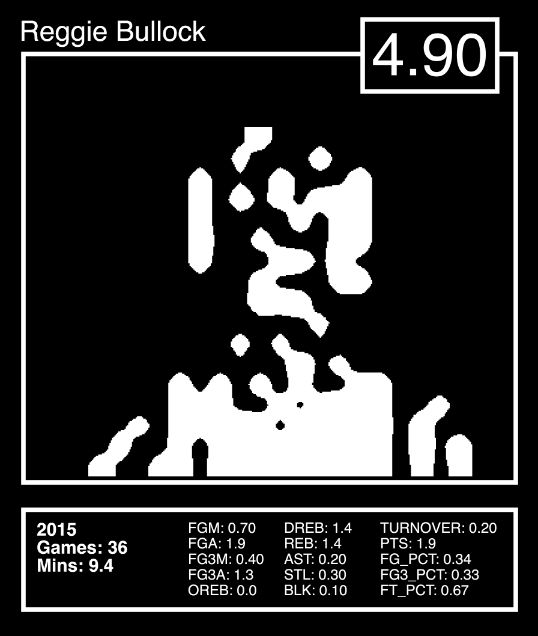 Reggie Bullock
4.90
2015
Games: 36
Mins: 9.4
FGM: 0.70
FGA: 1.9
FG3M: 0.40
FG3A: 1.3
OREB: 0.0
DREB: 1.4
REB: 1.4
AST: 0.20
STL: 0.30
BLK: 0.10
TURNOVER: 0.20
PTS: 1.9
FG_PCT: 0.34
FG3_PCT: 0.33
FT_PCT: 0.67